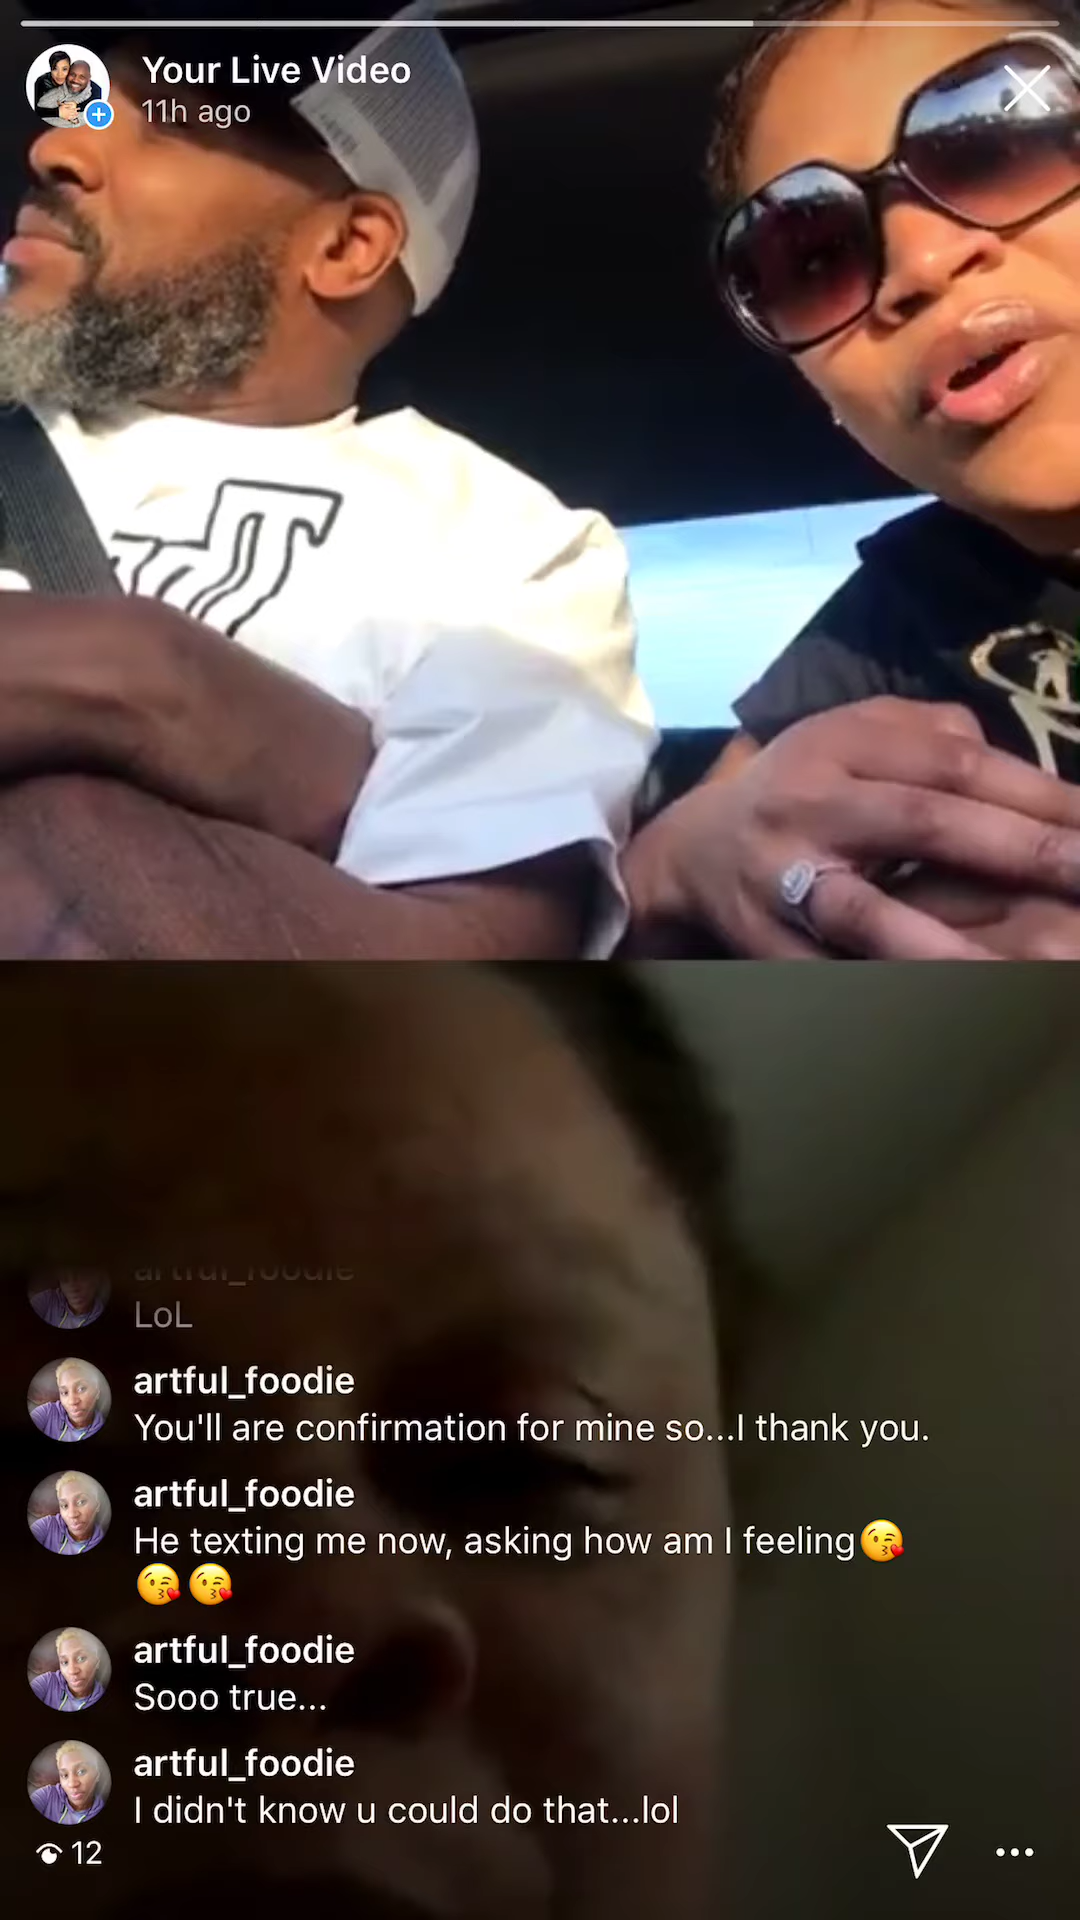 Your Live Video
11h ago
LoL
artful_foodie
You'll are confirmation for mine so...I thank you.
artful_foodie
He texting me now, asking how am I feeling😘
😘😘
artful_foodie
Sooo true...
artful_foodie
I didn't know u could do that...lol
12